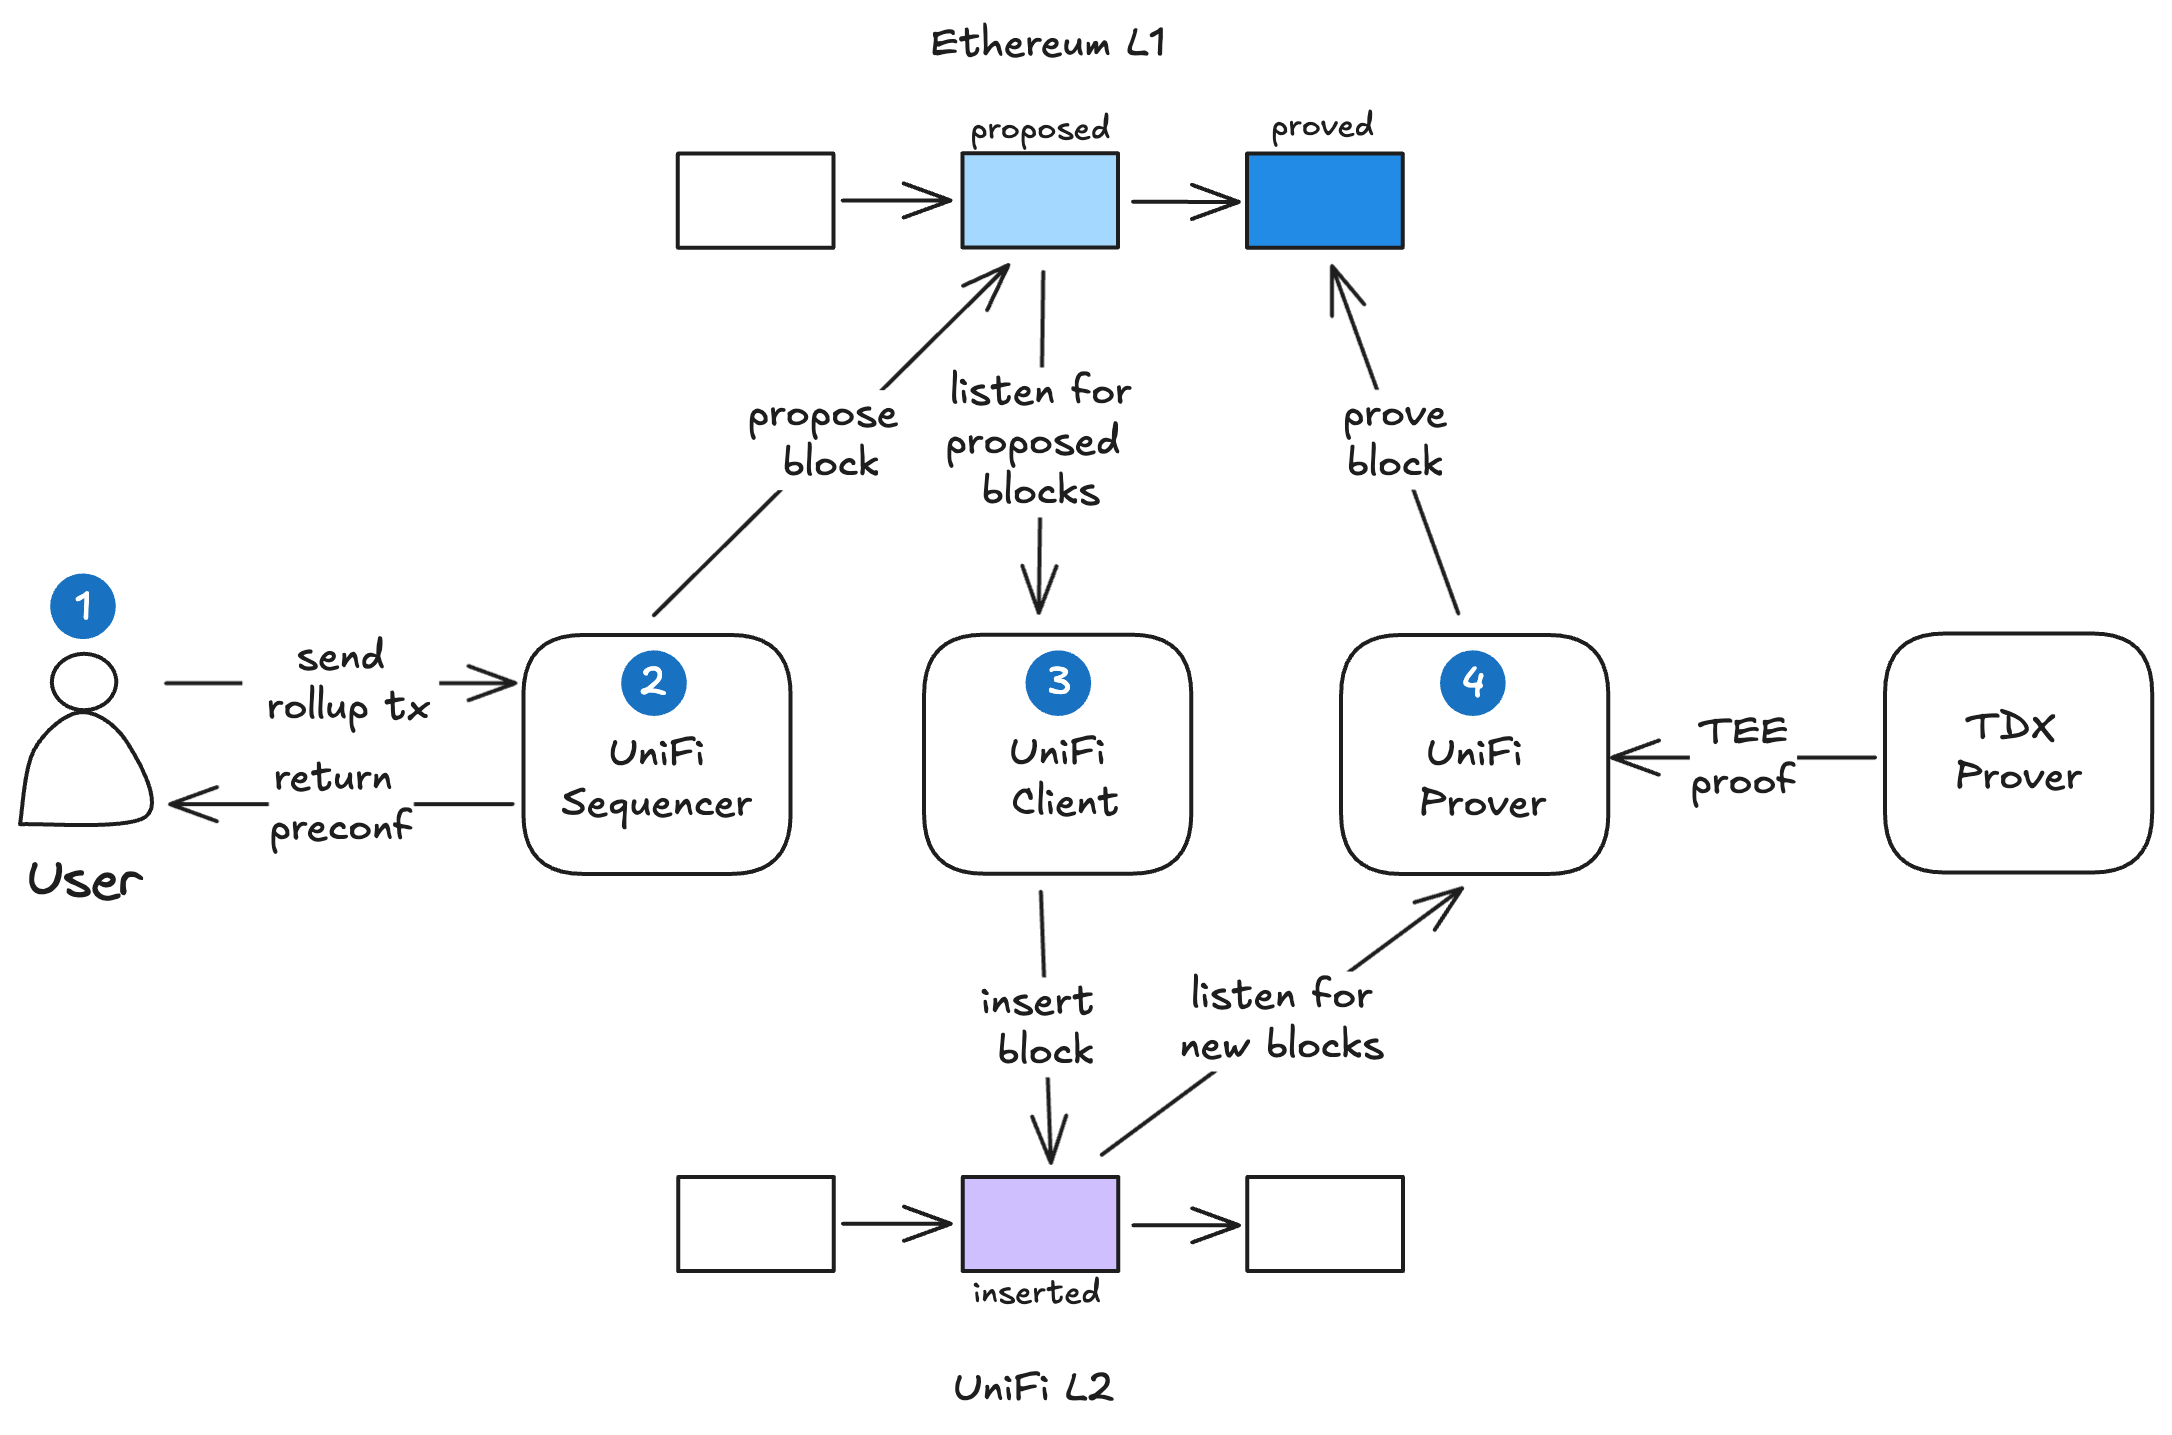 Ethereum L1
proposed
proved
propose
block
listen for
proposed
blocks
prove
block
1
send
rollup tx
return
preconf
User
2
UniFi
Sequencer
3
UniFi
Client
4
UniFi
Prover
TEE
proof
TDX
Prover
insert
block
listen for
new blocks
inserted
UniFi L2